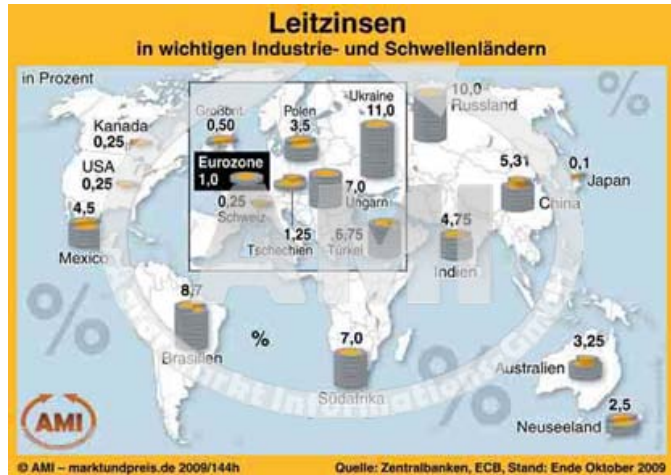 Leitzinsen
in wichtigen Industrie- und Schwellenländern
in Prozent
Kanada
0,25
USA
0,25
4,5
Mexico
Großbrit.
0,50
Polen
3,5
Ukraine
11,0
Eurozone
1,0
0,25
Schweiz
1,25
Tschechien
7,0
Ungarn
6,75
Türkei
10,0
Russland
5,31
China
0,1
Japan
4,75
Indien
8,7
Brasilien
%
7,0
Südafrika
3,25
Australien
2,5
Neuseeland
%
%
%
AMI
AMI
Markt Informations GmbH
© AMI – marktundpreis.de 2009/144h
Quelle: Zentralbanken, ECB, Stand: Ende Oktober 2009